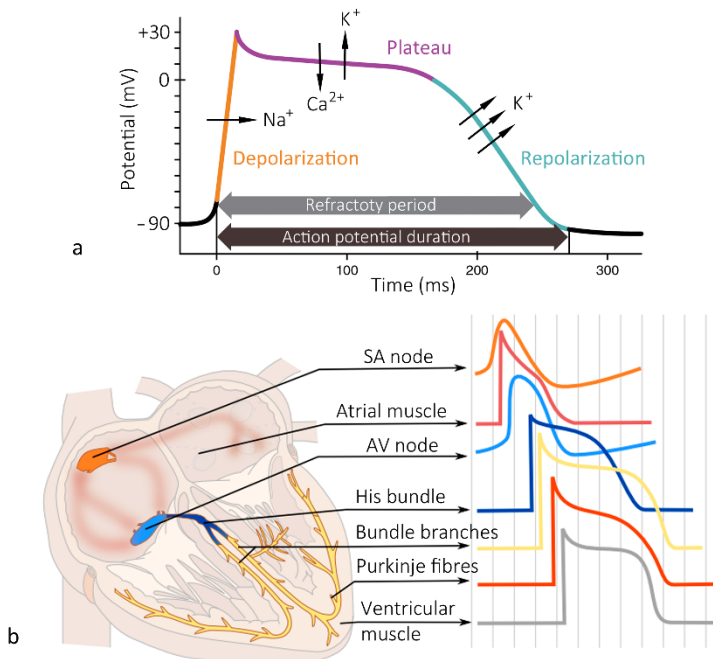 +30
0
−90
Potential (mV)
K+
Plateau
Na+
Ca2+
K+
Depolarization
Repolarization
Refractoty period
Action potential duration
a
0
100
200
300
Time (ms)
SA node
Atrial muscle
AV node
His bundle
Bundle branches
Purkinje fibres
Ventricular
muscle
b